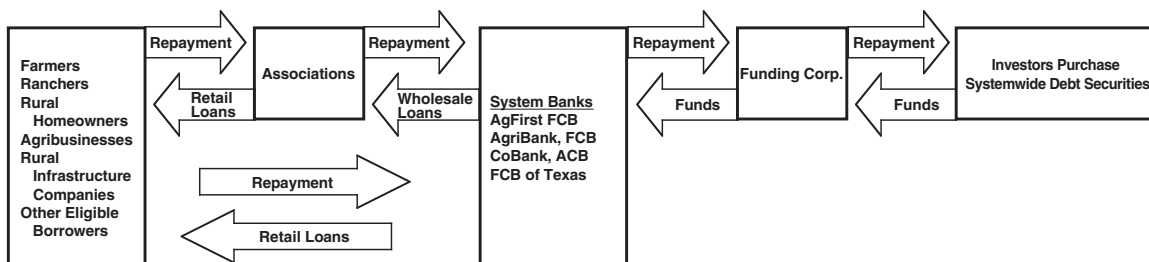 Farmers
Ranchers
Rural
Homeowners
Agribusinesses
Rural
Infrastructure
Companies
Other Eligible
Borrowers
Repayment
Retail
Loans
Associations
Repayment
Wholesale
Loans
Repayment
Retail Loans
System Banks
AgFirst FCB
AgriBank, FCB
CoBank, ACB
FCB of Texas
Repayment
Funds
Funding Corp.
Repayment
Funds
Investors Purchase
Systemwide Debt Securities